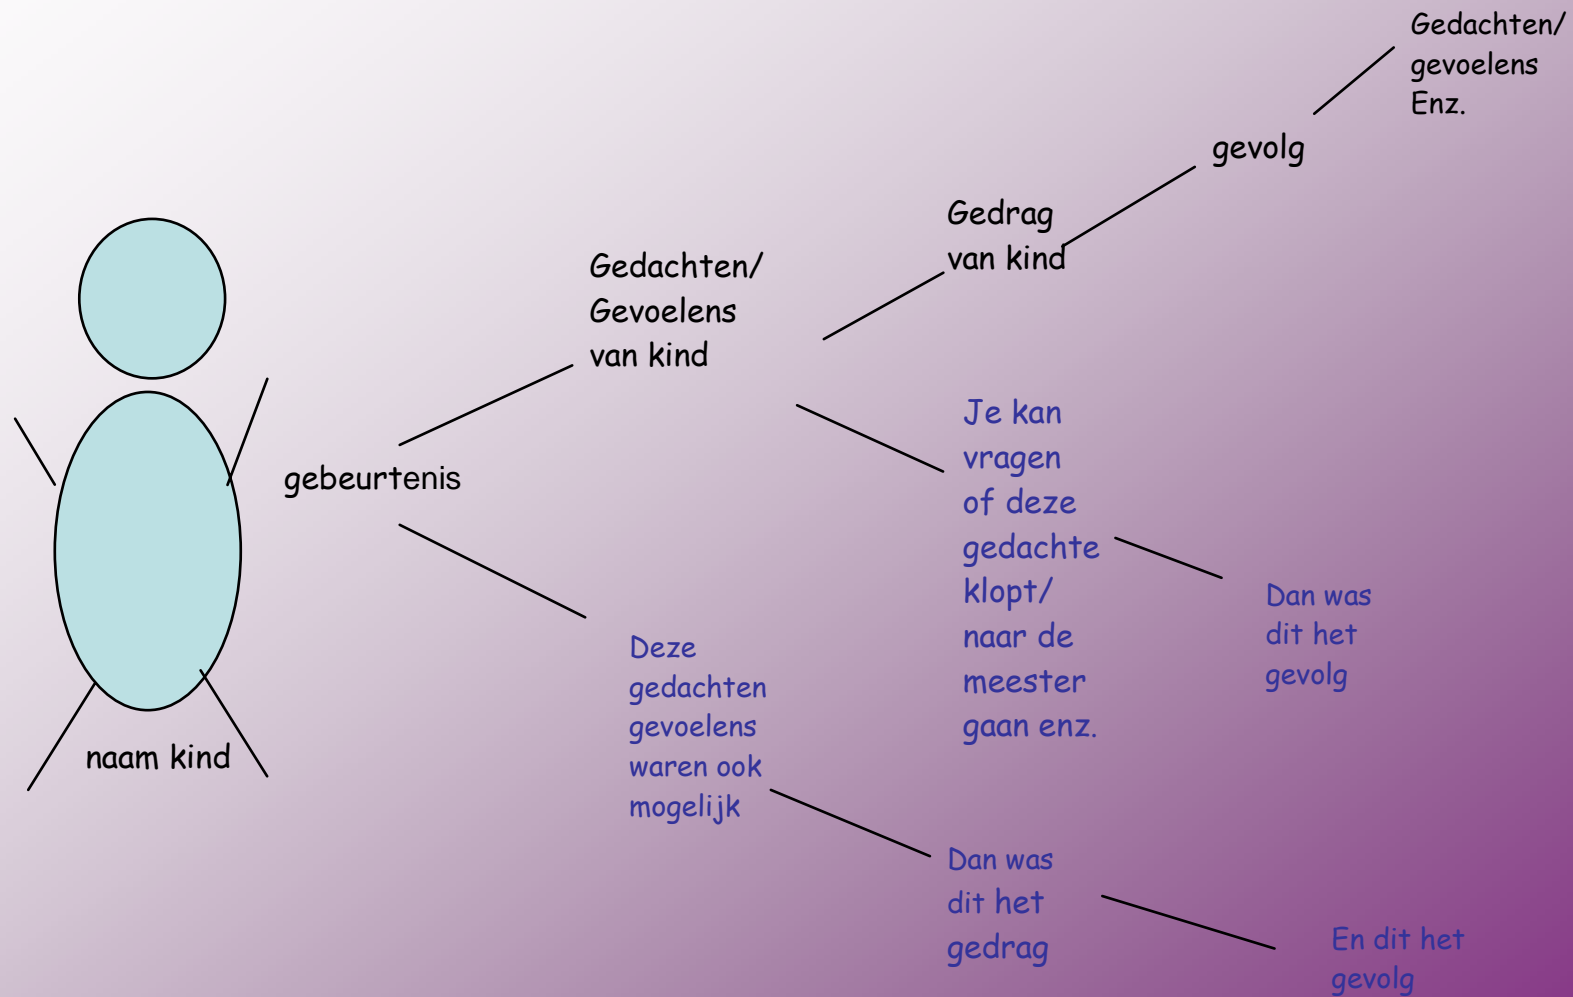 Gedachten/
gevoelens
Enz.
gevolg
Gedrag
van kind
Gedachten/
Gevoelens
van kind
gebeurtenis
naam kind
Je kan
vragen
of deze
gedachte
klopt/
naar de
meester
gaan enz.
Dan was
dit het
gevolg
Deze
gedachten
gevoelens
waren ook
mogelijk
Dan was
dit het
gedrag
En dit het
gevolg